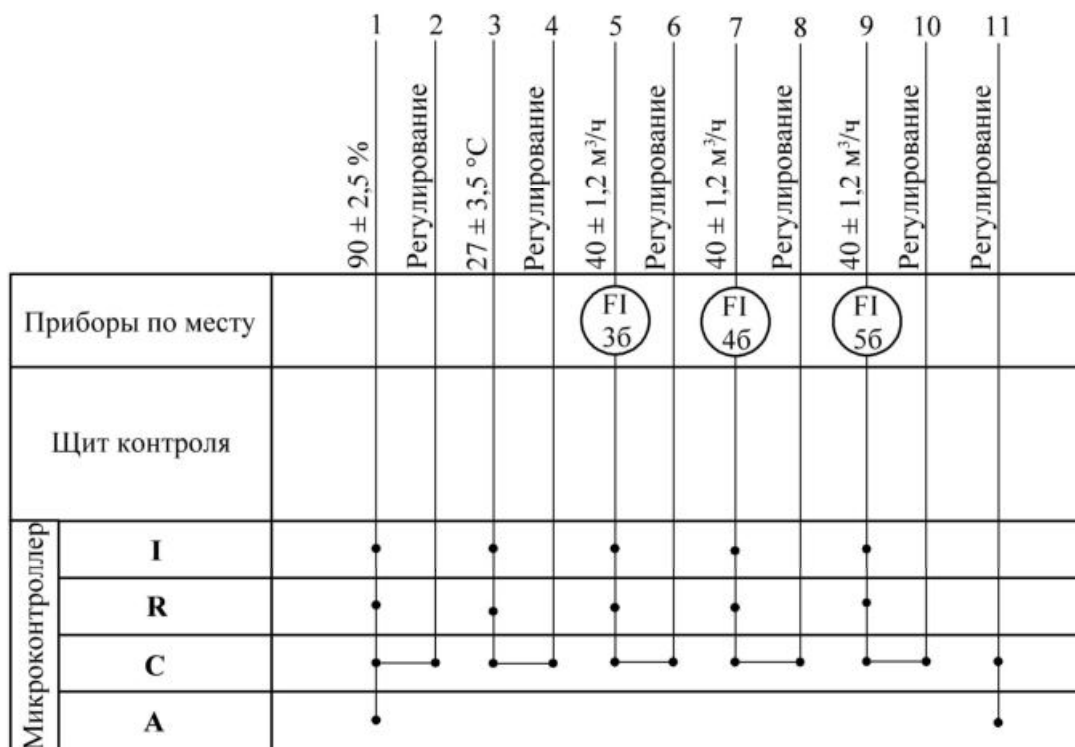 1 2 3 4 5 6 7 8 9 10 11
90 ± 2,5 %
Регулирование
27 ± 3,5 °C
Регулирование
40 ± 1,2 м³/ч
Регулирование
40 ± 1,2 м³/ч
Регулирование
40 ± 1,2 м³/ч
Регулирование
Регулирование
Приборы по месту
FI
3б
FI
4б
FI
5б
Щит контроля
Микроконтроллер
I
R
C
A